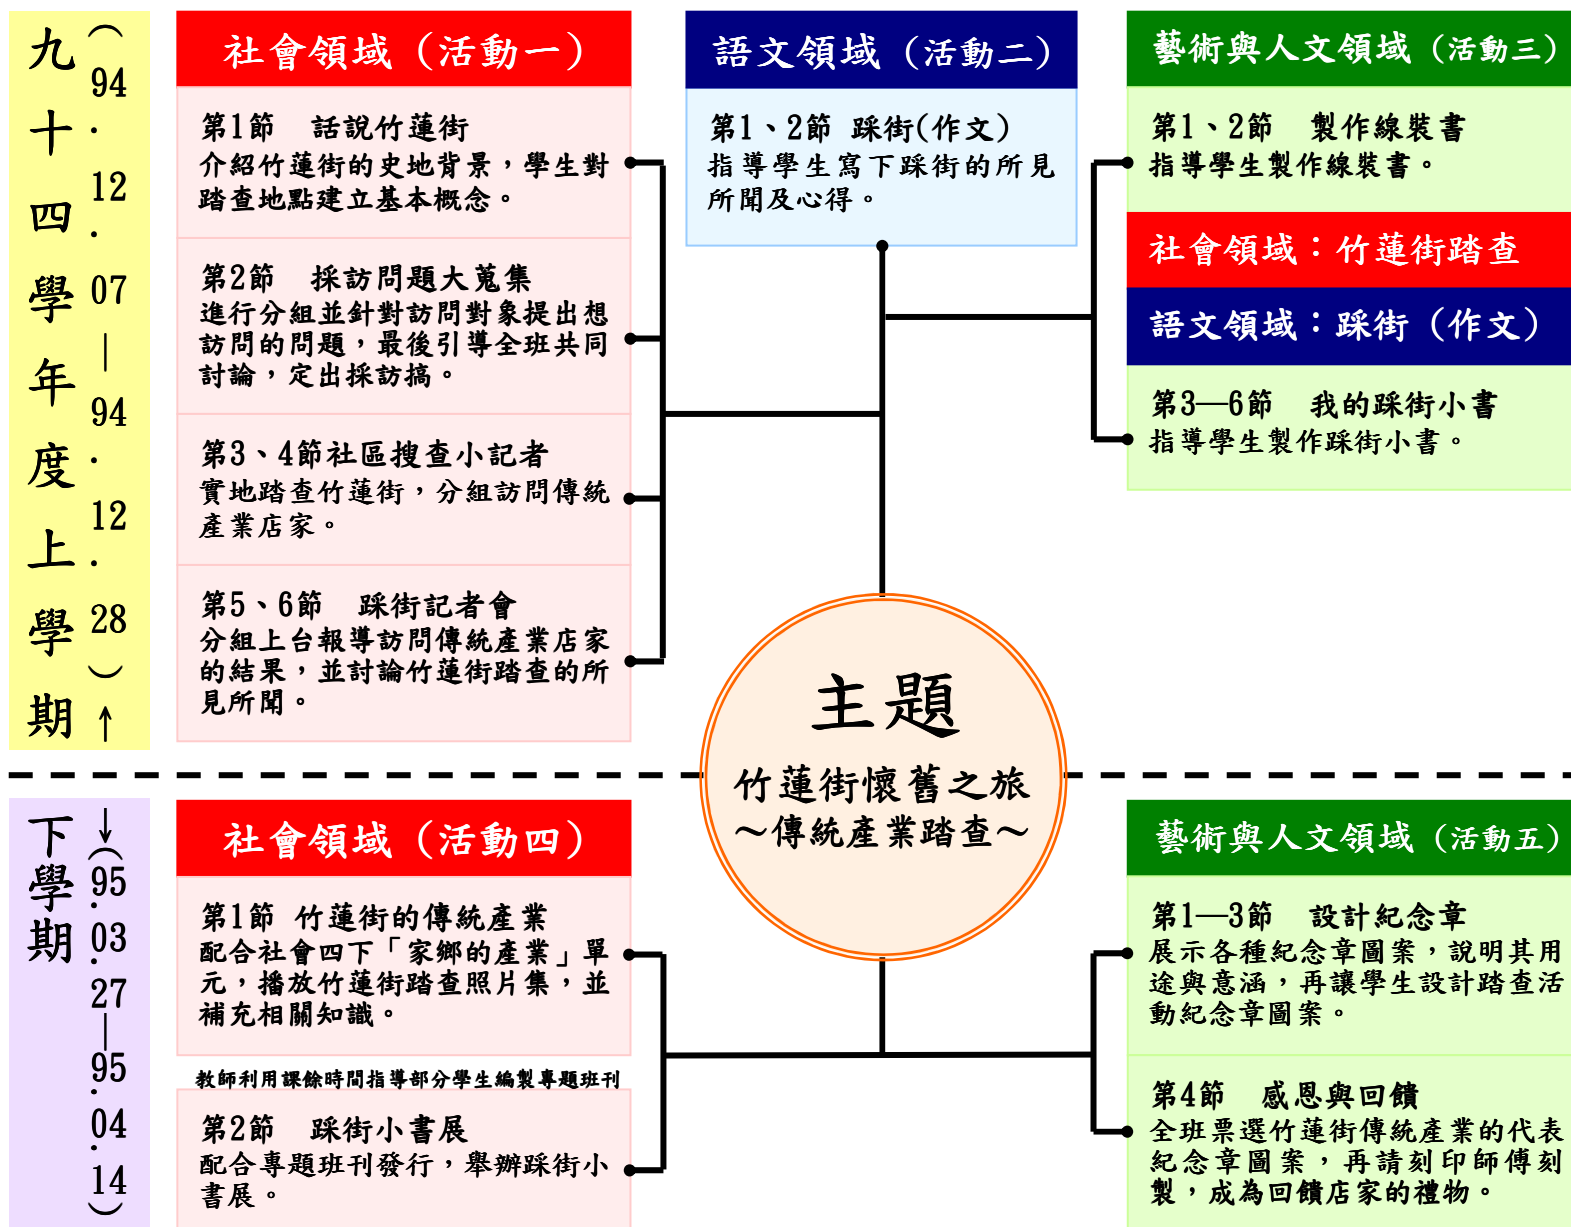 九十四學年度上學期
（94．12．07—94．12．28）↑
社會領域（活動一）
第1節　話說竹蓮街
介紹竹蓮街的史地背景，學生對
踏查地點建立基本概念。
第2節　採訪問題大蒐集
進行分組並針對訪問對象提出想
訪問的問題，最後引導全班共同
討論，定出採訪搞。
第3、4節社區搜查小記者
實地踏查竹蓮街，分組訪問傳統
產業店家。
第5、6節　踩街記者會
分組上台報導訪問傳統產業店家
的結果，並討論竹蓮街踏查的所
見所聞。
語文領域（活動二）
第1、2節 踩街(作文)
指導學生寫下踩街的所見
所聞及心得。
藝術與人文領域（活動三）
第1、2節　製作線裝書
指導學生製作線裝書。
社會領域：竹蓮街踏查
語文領域：踩街（作文）
第3—6節　我的踩街小書
指導學生製作踩街小書。
主題
竹蓮街懷舊之旅
～傳統產業踏查～
下學期
↓（95．03．27—95．04．14）
社會領域（活動四）
第1節 竹蓮街的傳統產業
配合社會四下「家鄉的產業」單
元，播放竹蓮街踏查照片集，並
補充相關知識。
教師利用課餘時間指導部分學生編製專題班刊
第2節　踩街小書展
配合專題班刊發行，舉辦踩街小
書展。
藝術與人文領域（活動五）
第1—3節　設計紀念章
展示各種紀念章圖案，說明其用
途與意涵，再讓學生設計踏查活
動紀念章圖案。
第4節　感恩與回饋
全班票選竹蓮街傳統產業的代表
紀念章圖案，再請刻印師傅刻
製，成為回饋店家的禮物。